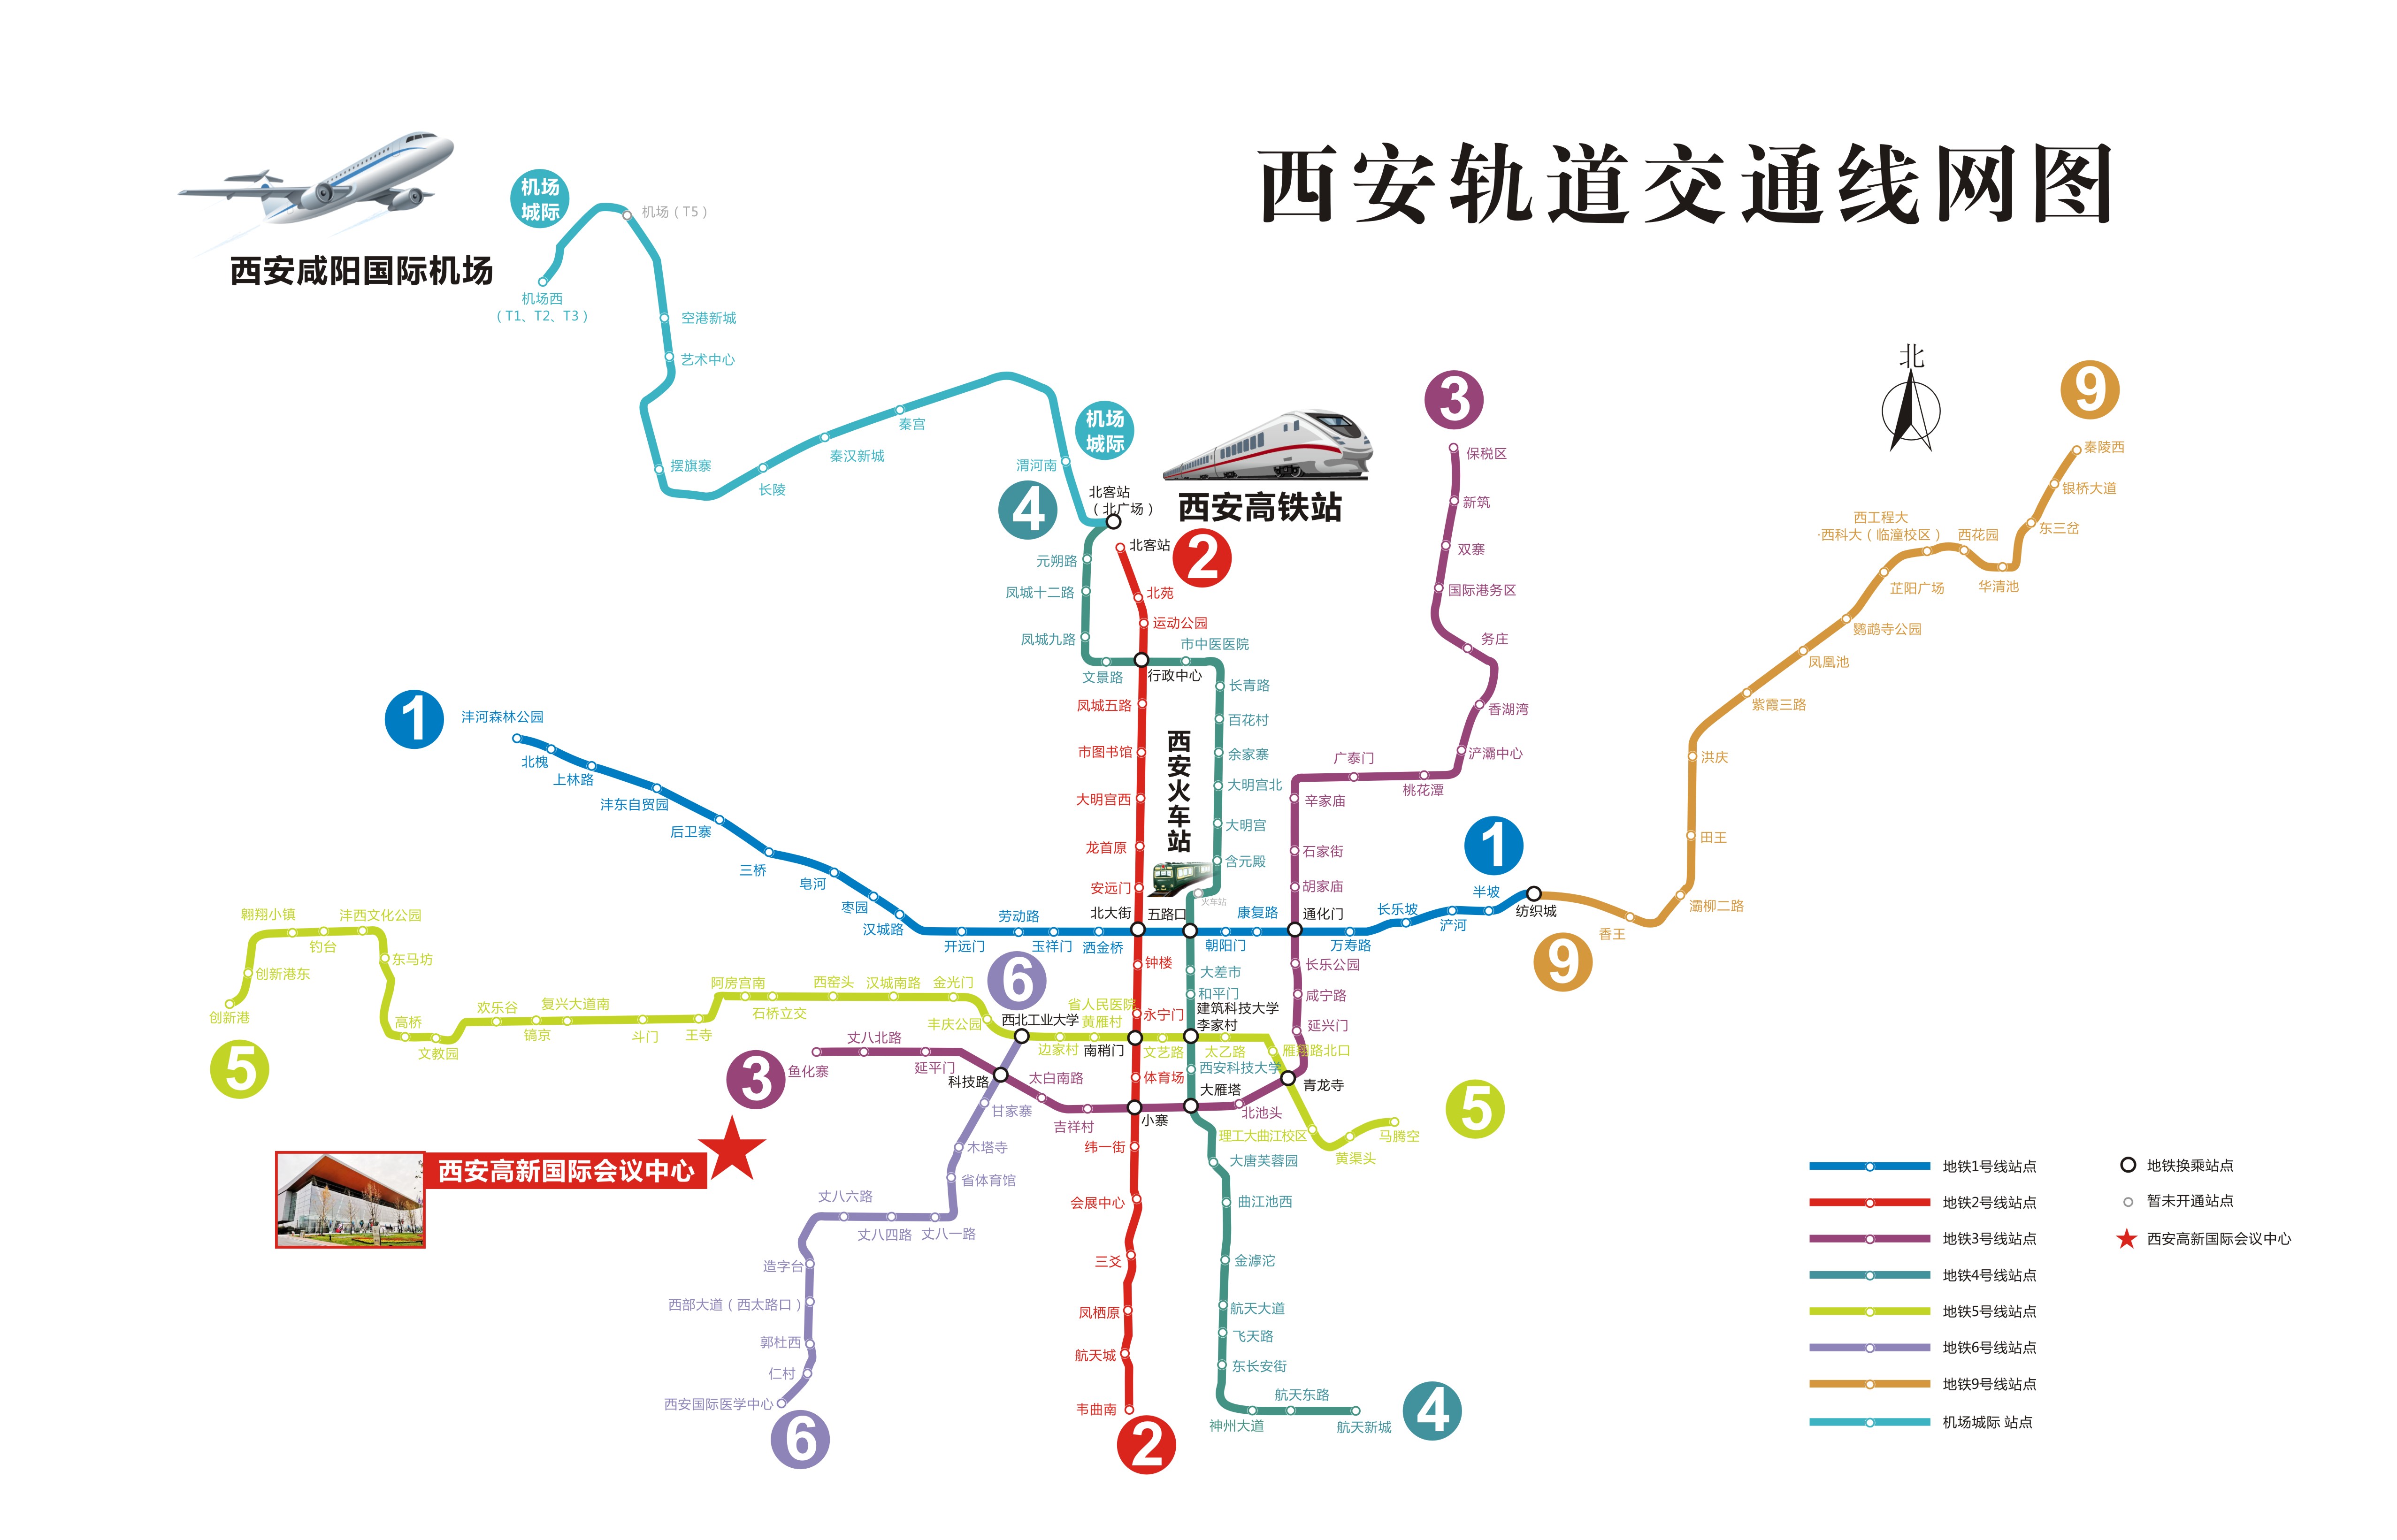 西安轨道交通线网图
西安咸阳国际机场
机场
城际
机场（T5）
机场西
（T1、T2、T3）
空港新城
艺术中心
摆旗寨
长陵
秦汉新城
秦宫
机场
城际
渭河南
北客站
（北广场）
西安高铁站
4
元朔路
凤城十二路
凤城九路
文景路
行政中心
市中医医院
长青路
百花村
余家寨
大明宫北
大明宫
含元殿
西安火车站
火车站
五路口
大差市
和平门
建筑科技大学
李家村
西安科技大学
大雁塔
大唐芙蓉园
曲江池西
金滹沱
航天大道
飞天路
东长安街
神州大道
航天东路
航天新城
4
2
北客站
北苑
运动公园
凤城五路
市图书馆
大明宫西
龙首原
安远门
北大街
钟楼
永宁门
南稍门
体育场
小寨
纬一街
会展中心
三爻
凤栖原
航天城
韦曲南
2
3
保税区
新筑
双寨
国际港务区
务庄
香湖湾
浐灞中心
桃花潭
广泰门
辛家庙
石家街
胡家庙
通化门
长乐公园
咸宁路
延兴门
青龙寺
北池头
吉祥村
太白南路
科技路
延平门
丈八北路
鱼化寨
3
北
9
秦陵西
银桥大道
东三岔
华清池
西花园
西工程大
·西科大（临潼校区）
芷阳广场
鹦鹉寺公园
凤凰池
紫霞三路
洪庆
田王
灞柳二路
香王
纺织城
9
1
沣河森林公园
北槐
上林路
沣东自贸园
后卫寨
三桥
皂河
枣园
汉城路
开远门
劳动路
玉祥门
洒金桥
朝阳门
康复路
万寿路
长乐坡
浐河
半坡
1
5
创新港
创新港东
翱翔小镇
钓台
沣西文化公园
东马坊
高桥
文教园
欢乐谷
镐京
复兴大道南
斗门
王寺
阿房宫南
石桥立交
西窑头
汉城南路
金光门
丰庆公园
西北工业大学
边家村
省人民医院
黄雁村
文艺路
太乙路
雁翔路北口
理工大曲江校区
黄渠头
马腾空
5
6
甘家寨
木塔寺
省体育馆
丈八一路
丈八四路
丈八六路
造字台
西部大道（西太路口）
郭杜西
仁村
西安国际医学中心
6
西安高新国际会议中心
地铁1号线站点
地铁2号线站点
地铁3号线站点
地铁4号线站点
地铁5号线站点
地铁6号线站点
地铁9号线站点
机场城际 站点
地铁换乘站点
暂未开通站点
西安高新国际会议中心